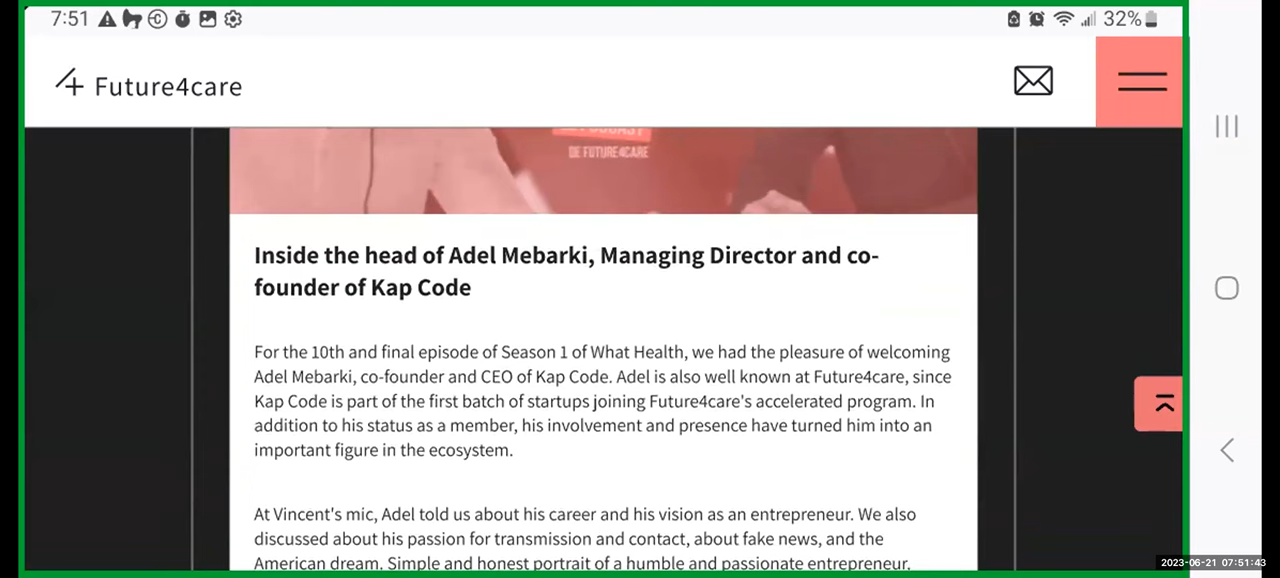 7:51 32%
Future4care
DE FUTURE4CARE
Inside the head of Adel Mebarki, Managing Director and co-
founder of Kap Code
For the 10th and final episode of Season 1 of What Health, we had the pleasure of welcoming
Adel Mebarki, co-founder and CEO of Kap Code. Adel is also well known at Future4care, since
Kap Code is part of the first batch of startups joining Future4care's accelerated program. In
addition to his status as a member, his involvement and presence have turned him into an
important figure in the ecosystem.
At Vincent's mic, Adel told us about his career and his vision as an entrepreneur. We also
discussed about his passion for transmission and contact, about fake news, and the
American dream. Simple and honest portrait of a humble and passionate entrepreneur.
2023-06-21 07:51:43